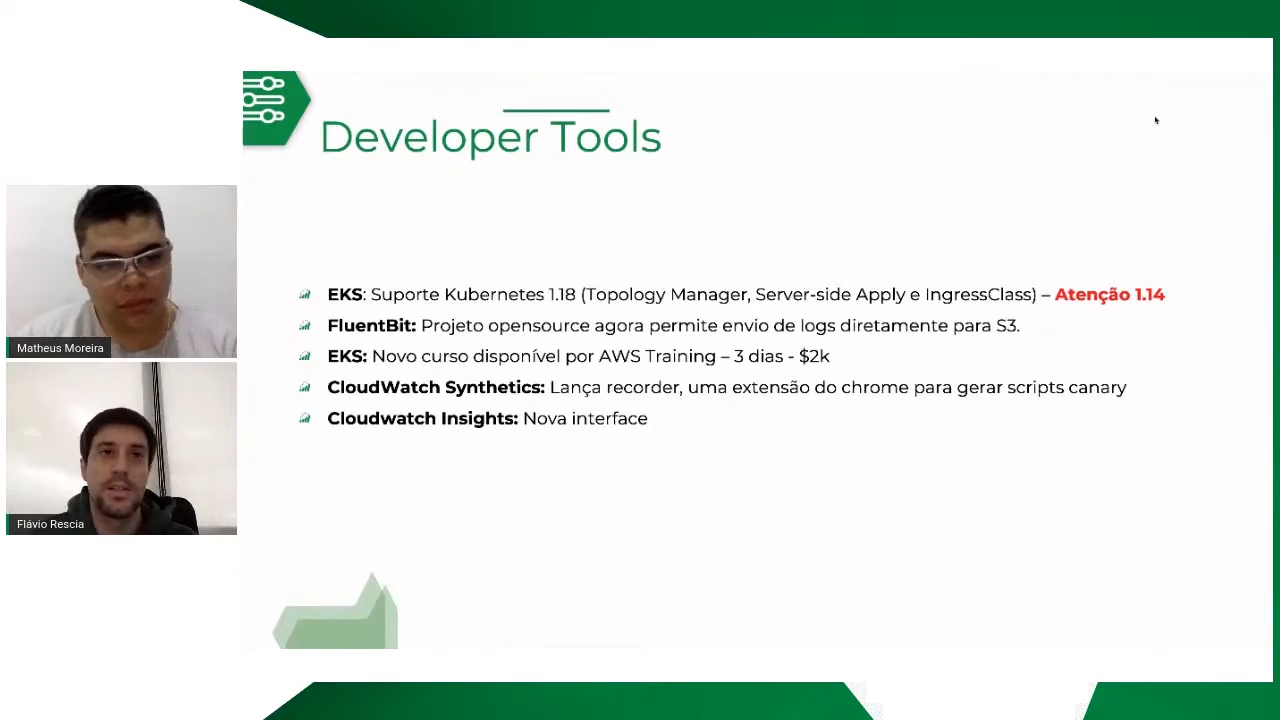 Developer Tools
Matheus Moreira
Flávio Rescia
EKS: Suporte Kubernetes 1.18 (Topology Manager, Server-side Apply e IngressClass) – Atenção 1.14
FluentBit: Projeto opensource agora permite envio de logs diretamente para S3.
EKS: Novo curso disponível por AWS Training – 3 dias - $2k
CloudWatch Synthetics: Lança recorder, uma extensão do chrome para gerar scripts canary
Cloudwatch Insights: Nova interface